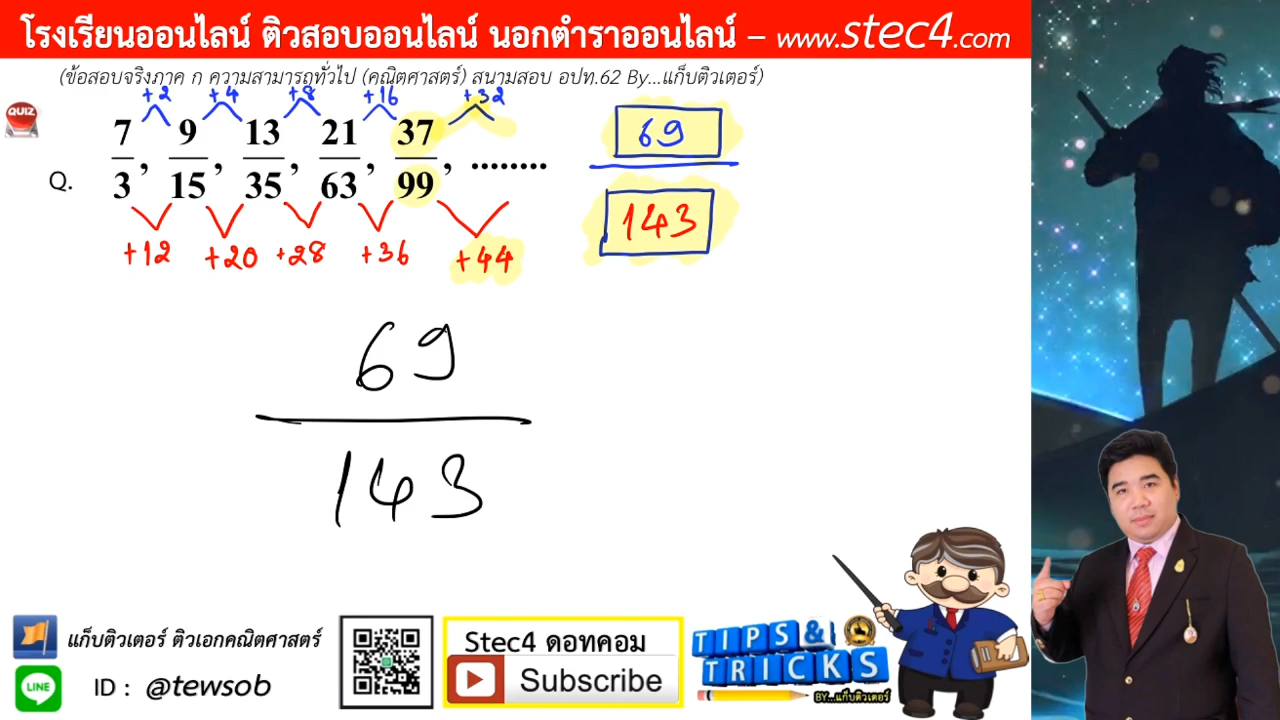 โรงเรียนออนไลน์ ติวสอบออนไลน์ นอกตำราออนไลน์ – www.stec4.com
(ข้อสอบจริงภาค ก ความสามารถทั่วไป (คณิตศาสตร์) สนามสอบ อปท.62 By...แก็บติวเตอร์)
QUIZ
+2 +4 +8 +16 +32
Q. 7/3, 9/15, 13/35, 21/63, 37/99, ........ 69/143
+12 +20 +28 +36 +44
69
143
แก็บติวเตอร์ ติวเอกคณิตศาสตร์
LINE
ID : @tewsob
Stec4 ดอทคอม
Subscribe
TIPS &
TRICKS
BY...แก็บติวเตอร์